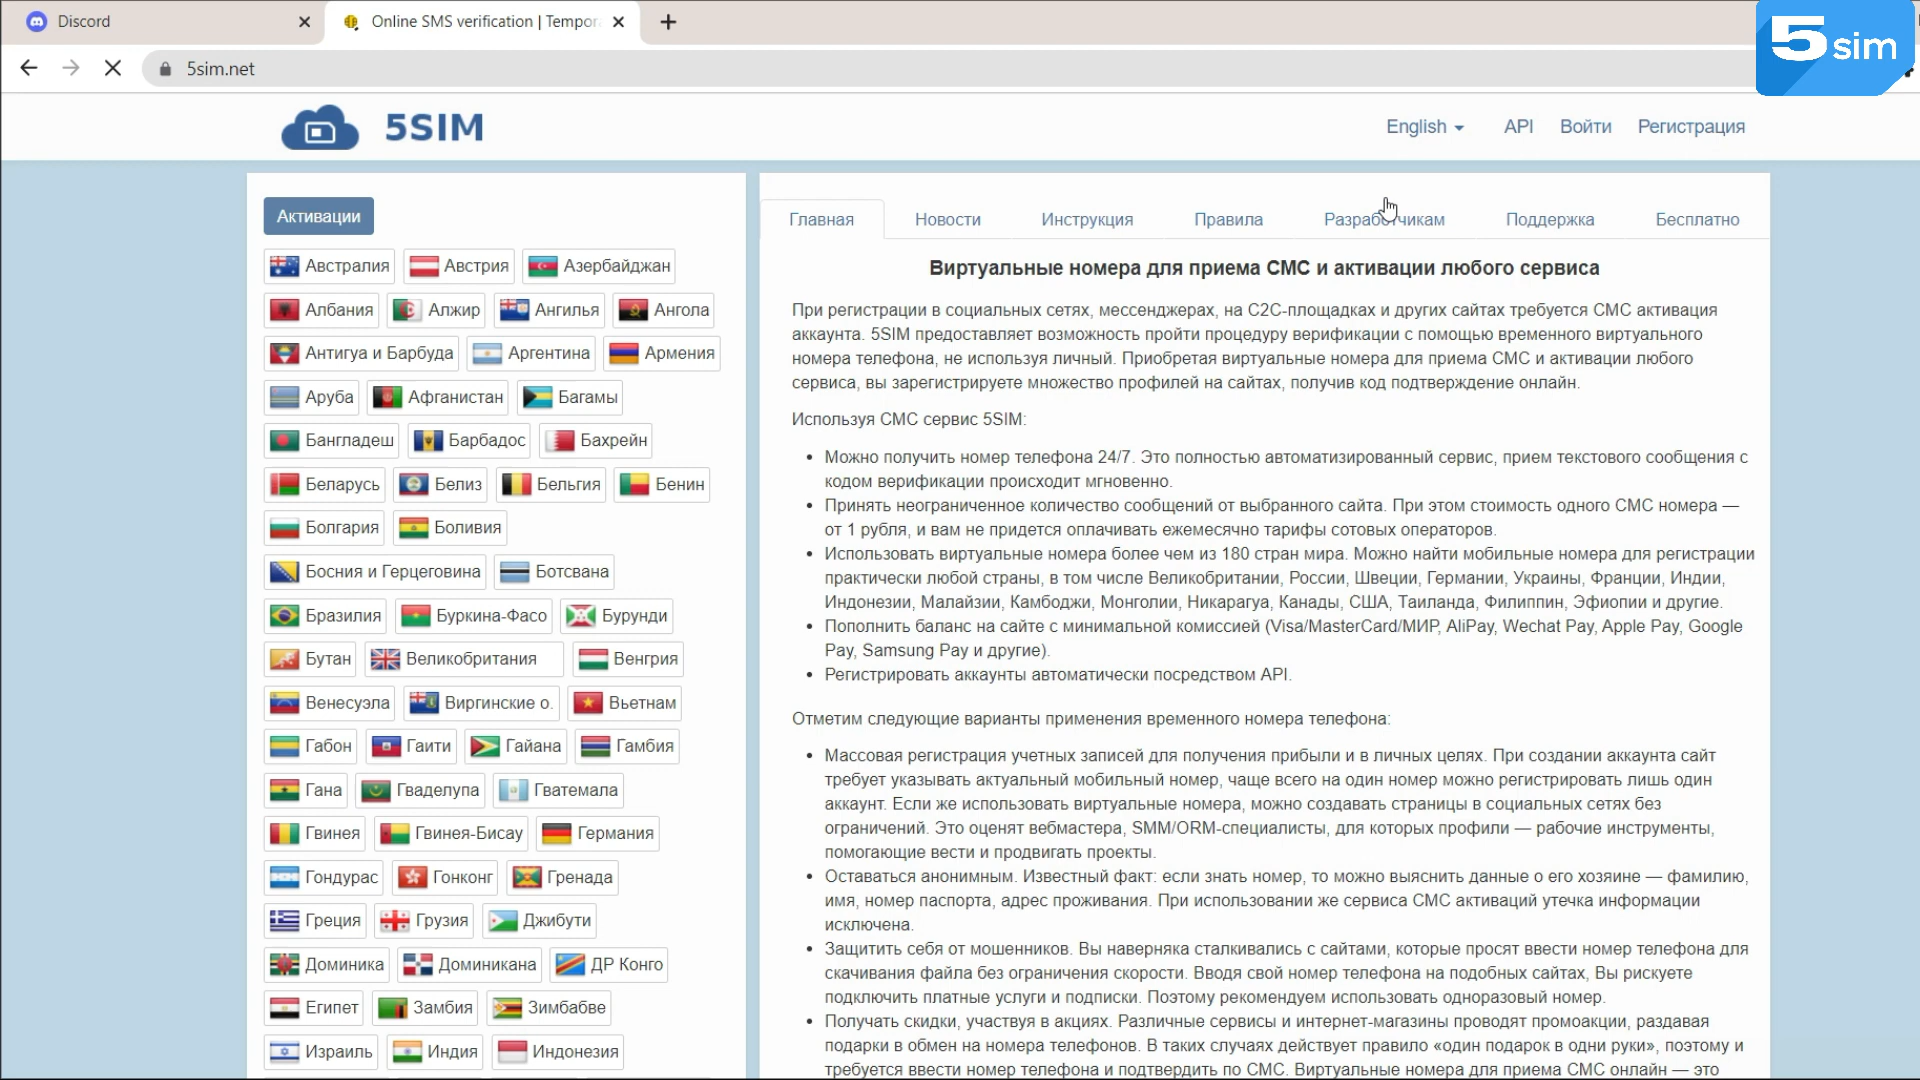 Discord
Online SMS verification | Tempora
5sim.net
5 sim
5SIM
English
API
Войти
Регистрация
Активации
Австралия Австрия Азербайджан
Албания Алжир Ангилья Ангола
Антигуа и Барбуда Аргентина Армения
Аруба Афганистан Багамы
Бангладеш Барбадос Бахрейн
Беларусь Белиз Бельгия Бенин
Болгария Боливия
Босния и Герцеговина Ботсвана
Бразилия Буркина-Фасо Бурунди
Бутан Великобритания Венгрия
Венесуэла Виргинские о. Вьетнам
Габон Гаити Гайана Гамбия
Гана Гваделупа Гватемала
Гвинея Гвинея-Бисау Германия
Гондурас Гонконг Гренада
Греция Грузия Джибути
Доминика Доминикана ДР Конго
Египет Замбия Зимбабве
Израиль Индия Индонезия
Главная Новости Инструкция Правила Разработчикам Поддержка Бесплатно
Виртуальные номера для приема СМС и активации любого сервиса
При регистрации в социальных сетях, мессенджерах, на C2C-площадках и других сайтах требуется СМС активация
аккаунта. 5SIM предоставляет возможность пройти процедуру верификации с помощью временного виртуального
номера телефона, не используя личный. Приобретая виртуальные номера для приема СМС и активации любого
сервиса, вы зарегистрируете множество профилей на сайтах, получив код подтверждение онлайн.
Используя СМС сервис 5SIM:
• Можно получить номер телефона 24/7. Это полностью автоматизированный сервис, прием текстового сообщения с
кодом верификации происходит мгновенно.
• Принять неограниченное количество сообщений от выбранного сайта. При этом стоимость одного СМС номера —
от 1 рубля, и вам не придется оплачивать ежемесячно тарифы сотовых операторов.
• Использовать виртуальные номера более чем из 180 стран мира. Можно найти мобильные номера для регистрации
практически любой страны, в том числе Великобритании, России, Швеции, Германии, Украины, Франции, Индии,
Индонезии, Малайзии, Камбоджи, Монголии, Никарагуа, Канады, США, Таиланда, Филиппин, Эфиопии и другие.
• Пополнить баланс на сайте с минимальной комиссией (Visa/MasterCard/МИР, AliPay, Wechat Pay, Apple Pay, Google
Pay, Samsung Pay и другие).
• Регистрировать аккаунты автоматически посредством API.
Отметим следующие варианты применения временного номера телефона:
• Массовая регистрация учетных записей для получения прибыли и в личных целях. При создании аккаунта сайт
требует указывать актуальный мобильный номер, чаще всего на один номер можно регистрировать лишь один
аккаунт. Если же использовать виртуальные номера, можно создавать страницы в социальных сетях без
ограничений. Это оценят вебмастера, SMM/ORM-специалисты, для которых профили — рабочие инструменты,
помогающие вести и продвигать проекты.
• Оставаться анонимным. Известный факт: если знать номер, то можно выяснить данные о его хозяине — фамилию,
имя, номер паспорта, адрес проживания. При использовании же сервиса СМС активаций утечка информации
исключена.
• Защитить себя от мошенников. Вы наверняка сталкивались с сайтами, которые просят ввести номер телефона для
скачивания файла без ограничения скорости. Вводя свой номер телефона на подобных сайтах, Вы рискуете
подключить платные услуги и подписки. Поэтому рекомендуем использовать одноразовый номер.
• Получать скидки, участвуя в акциях. Различные сервисы и интернет-магазины проводят промоакции, раздавая
подарки в обмен на номера телефонов. В таких случаях действует правило «один подарок в одни руки», поэтому и
требуется ввести номер телефона и подтвердить по СМС. Виртуальные номера для приема СМС онлайн — это